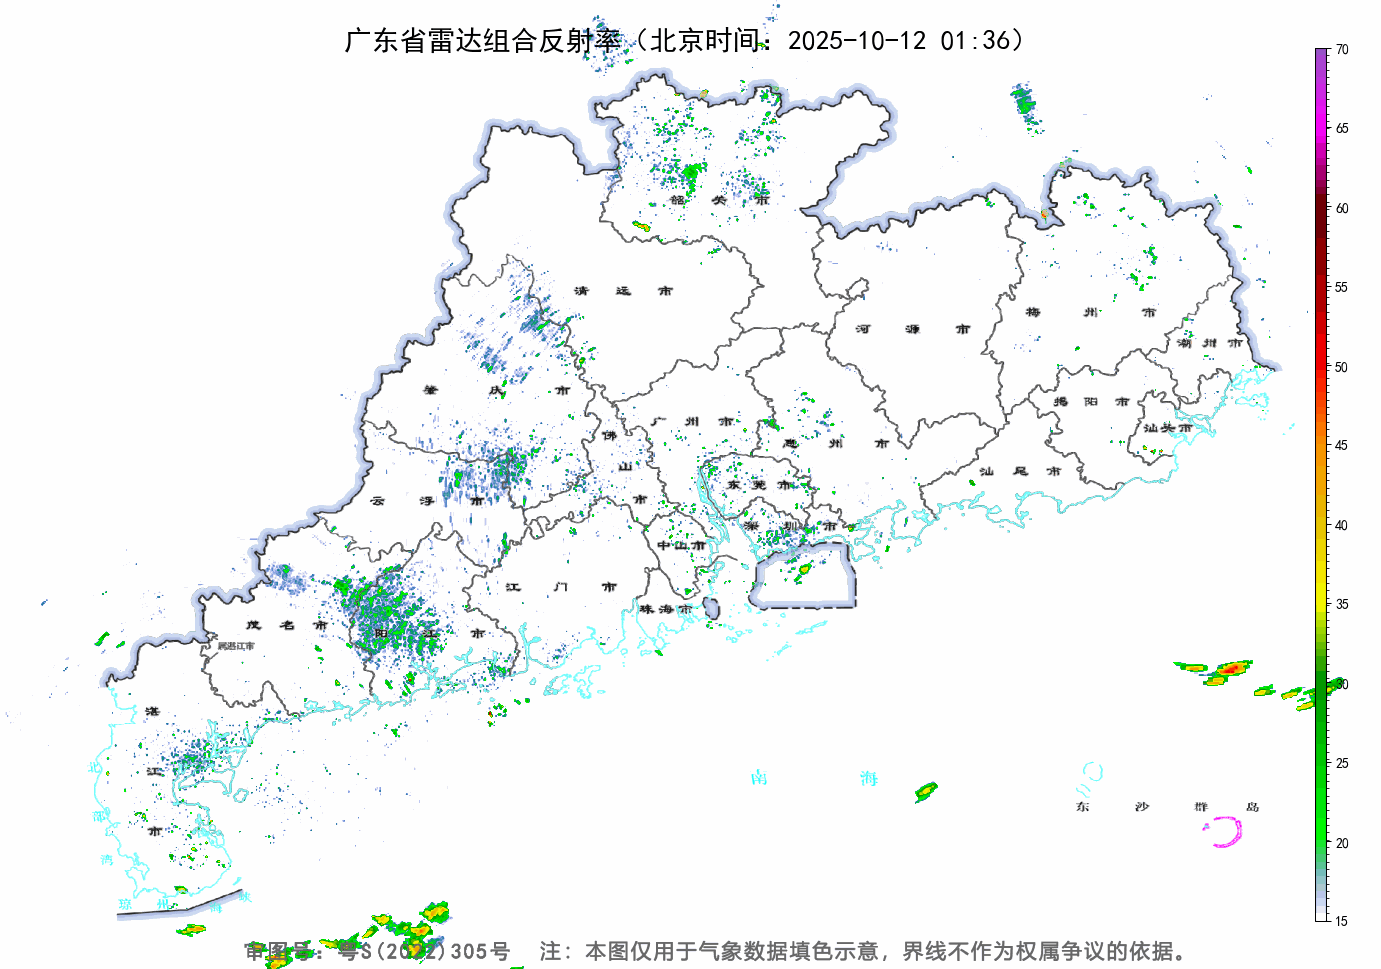 广东省雷达组合反射率（北京时间：2025-10-12 01:36）
70
65
60
55
50
45
40
35
30
25
20
15
韶关市
清远市
河源市
梅州市
潮州市
肇庆市
揭阳市
广州市
汕头市
佛山市
惠州市
汕尾市
云浮市
东莞市
深圳市
中山市
江门市
珠海市
茂名市
阳江市
属湛江市
湛江市
北部湾
南海
东沙群岛
琼州海峡
审图号：粤S(2022)305号 注：本图仅用于气象数据填色示意，界线不作为权属争议的依据。